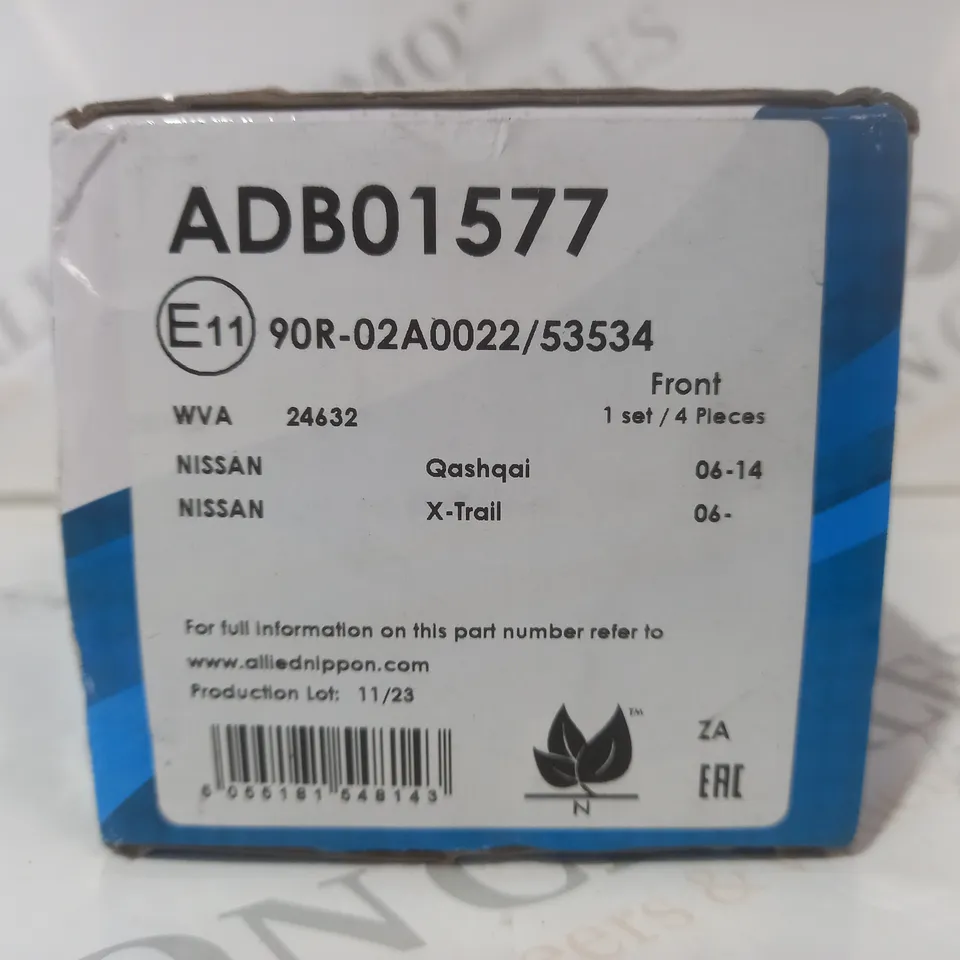 ADB01577
E11 90R-02A0022/53534
Front
WVA 24632 1 set / 4 Pieces
NISSAN Qashqai 06-14
NISSAN X-Trail 06-
For full information on this part number refer to
www.alliednippon.com
Production Lot: 11/23
TM
ZA
N
EAC